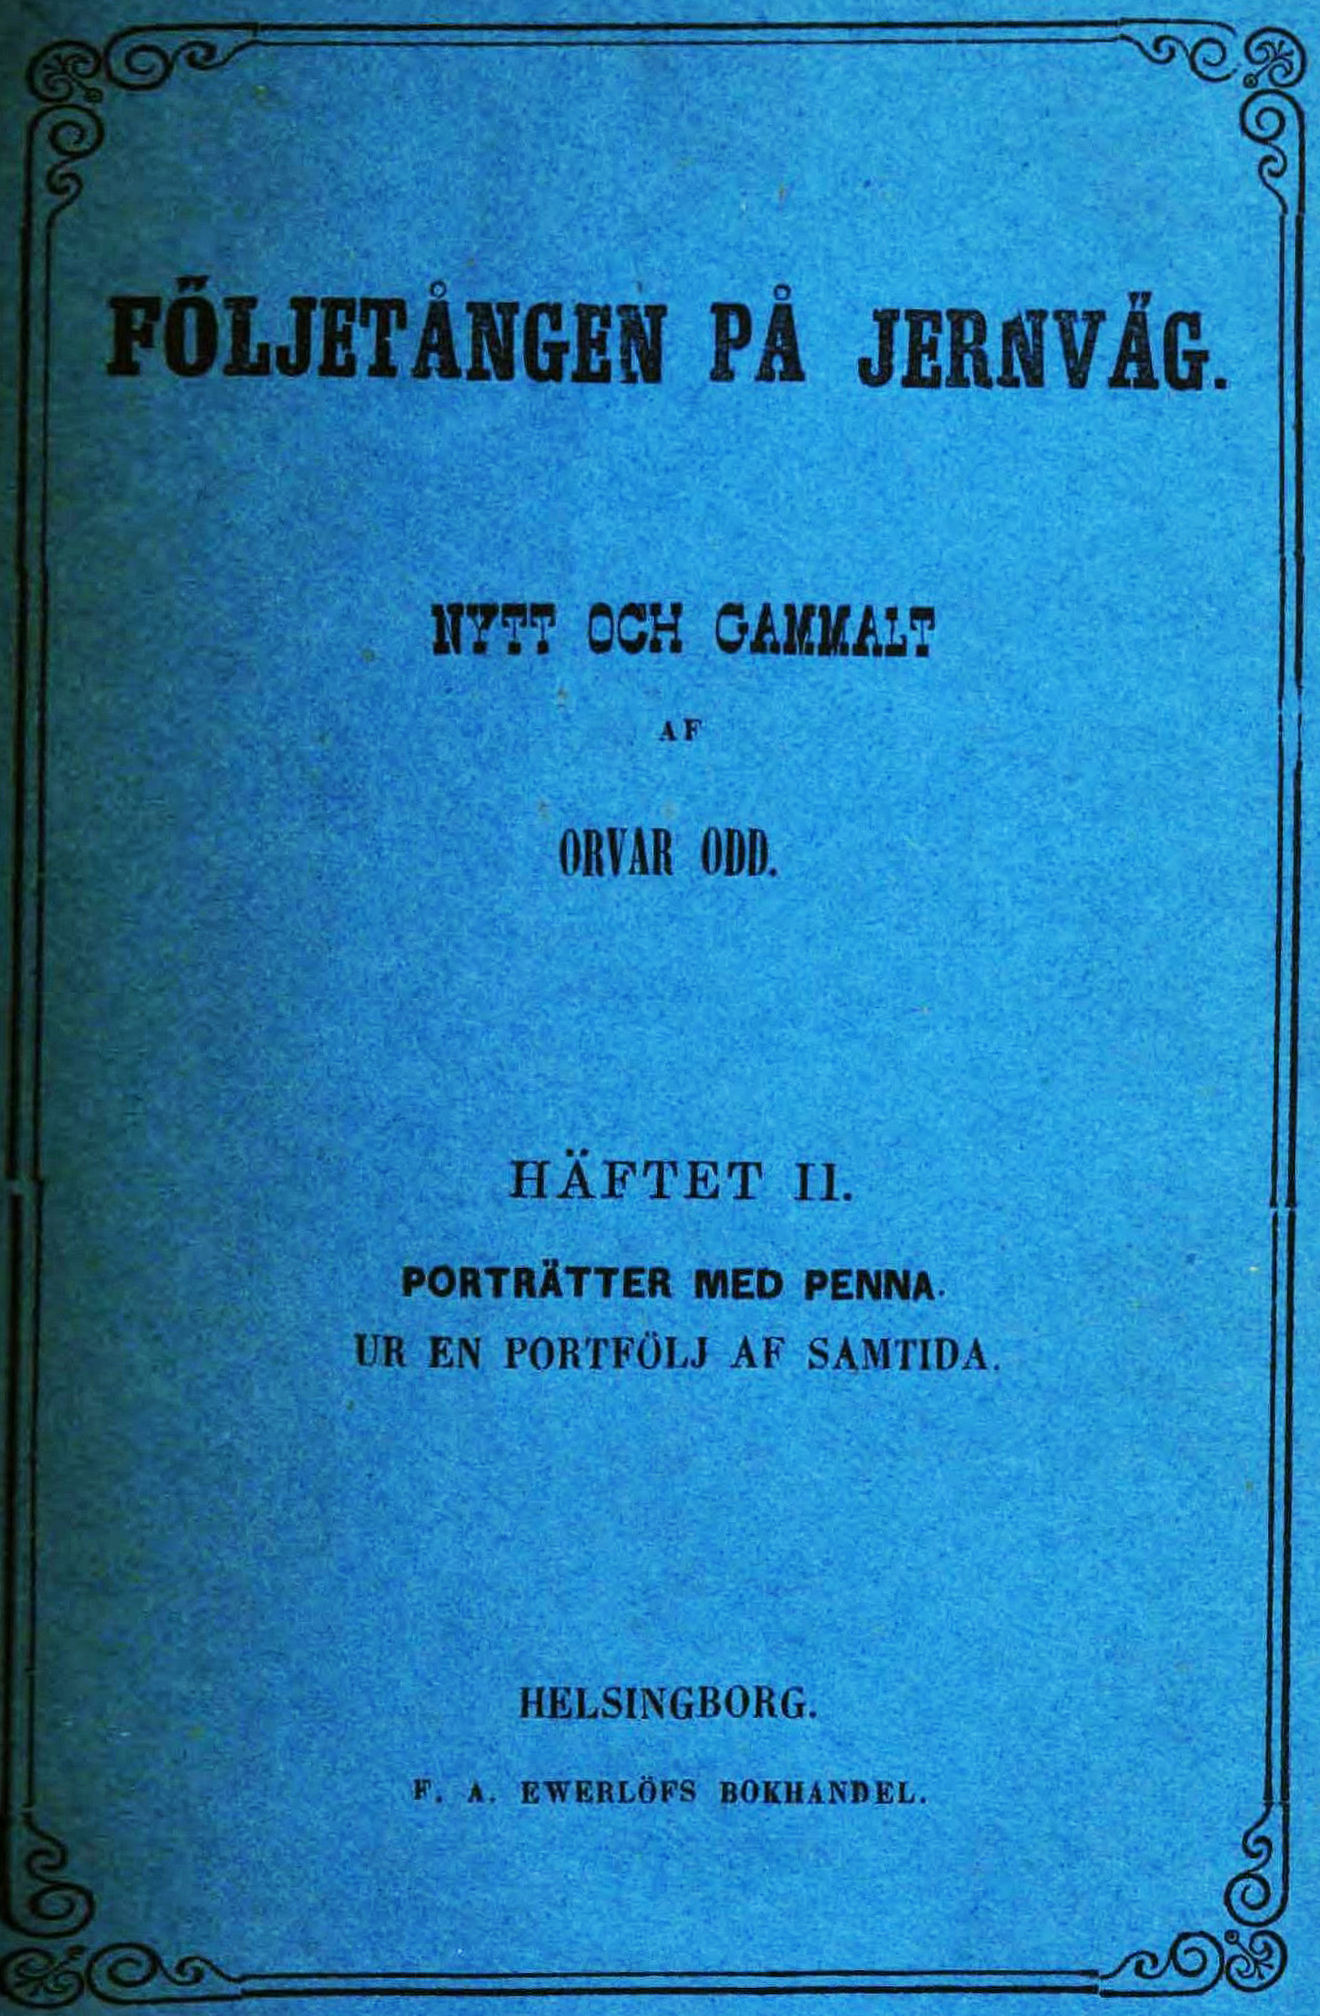 FÖLJETÅNGEN PÅ JERNVÄG.
NYTT OCH GAMMALT
AF
ORVAR ODD.
HÄFTET II.
PORTRÄTTER MED PENNA.
UR EN PORTFÖLJ AF SAMTIDA.
HELSINGBORG.
F. A. EWERLÖFS BOKHANDEL.